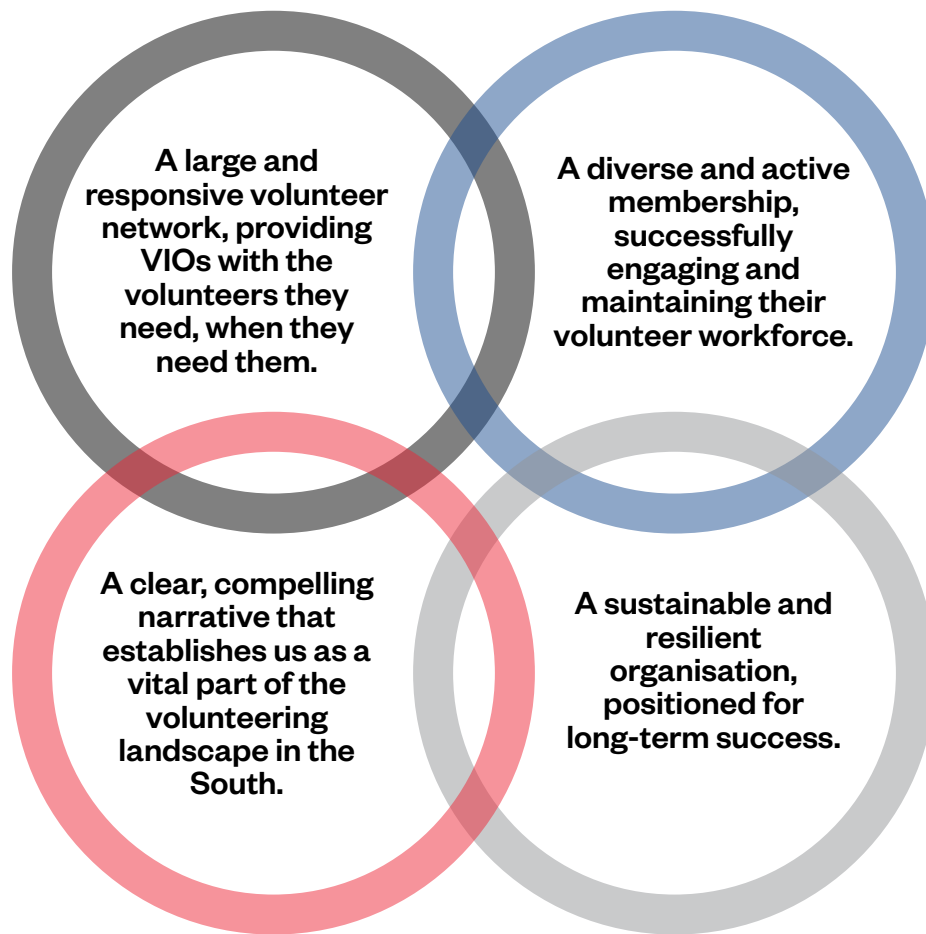 A large and
responsive volunteer
network, providing
VIOs with the
volunteers they
need, when they
need them.
A diverse and active
membership,
successfully
engaging and
maintaining their
volunteer workforce.
A clear, compelling
narrative that
establishes us as a
vital part of the
volunteering
landscape in the
South.
A sustainable and
resilient
organisation,
positioned for
long-term success.